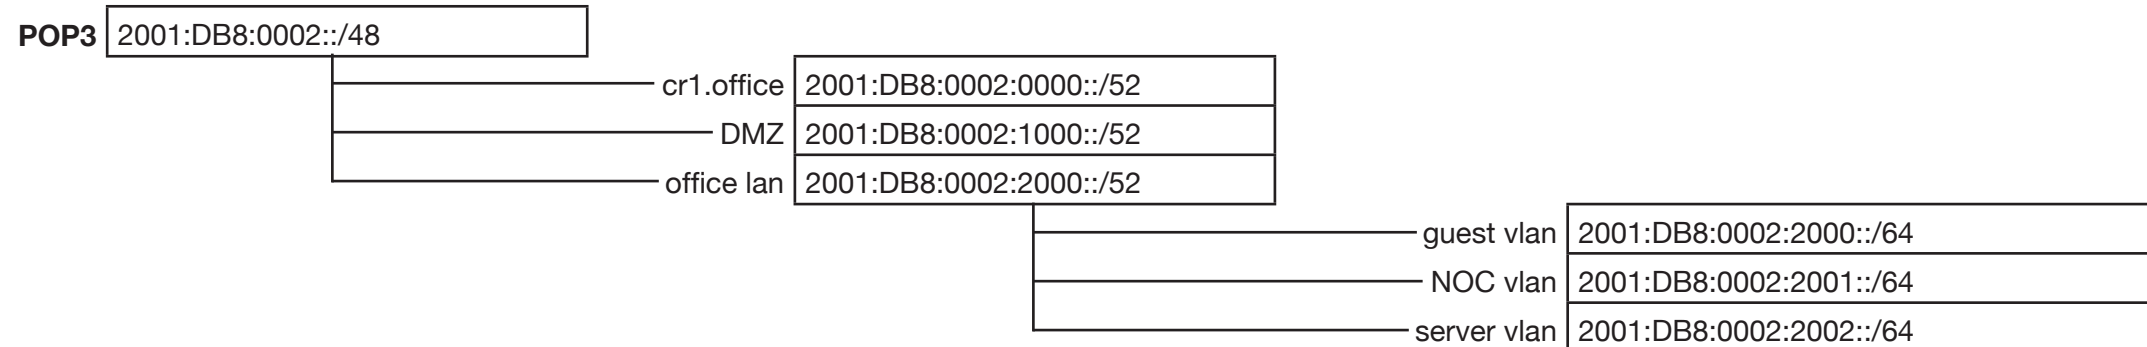 POP3 2001:DB8:0002::/48
cr1.office 2001:DB8:0002:0000::/52
DMZ 2001:DB8:0002:1000::/52
office lan 2001:DB8:0002:2000::/52
guest vlan 2001:DB8:0002:2000::/64
NOC vlan 2001:DB8:0002:2001::/64
server vlan 2001:DB8:0002:2002::/64